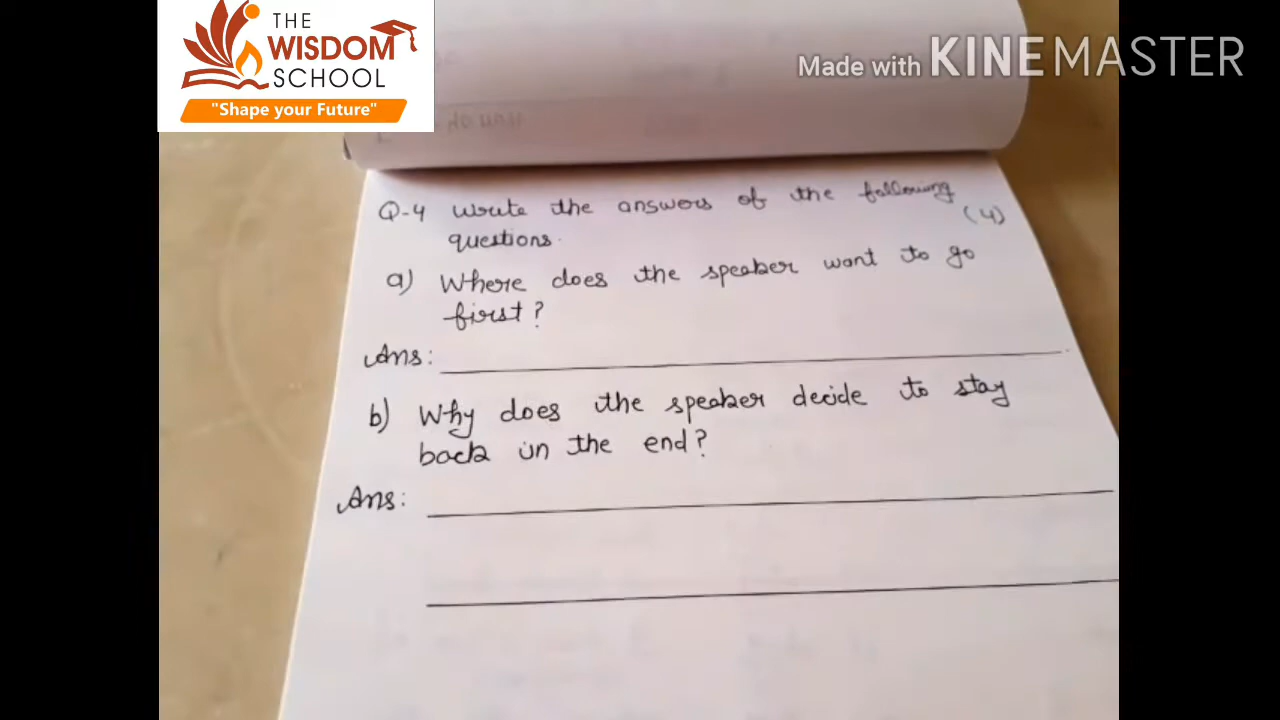 THE
WISDOM
SCHOOL
"Shape your Future"
Made with KINEMASTER
Q-4 Write the answers of the following
questions. (4)
a) Where does the speaker want to go
first?
Ans:
b) Why does the speaker decide to stay
back in the end?
Ans: